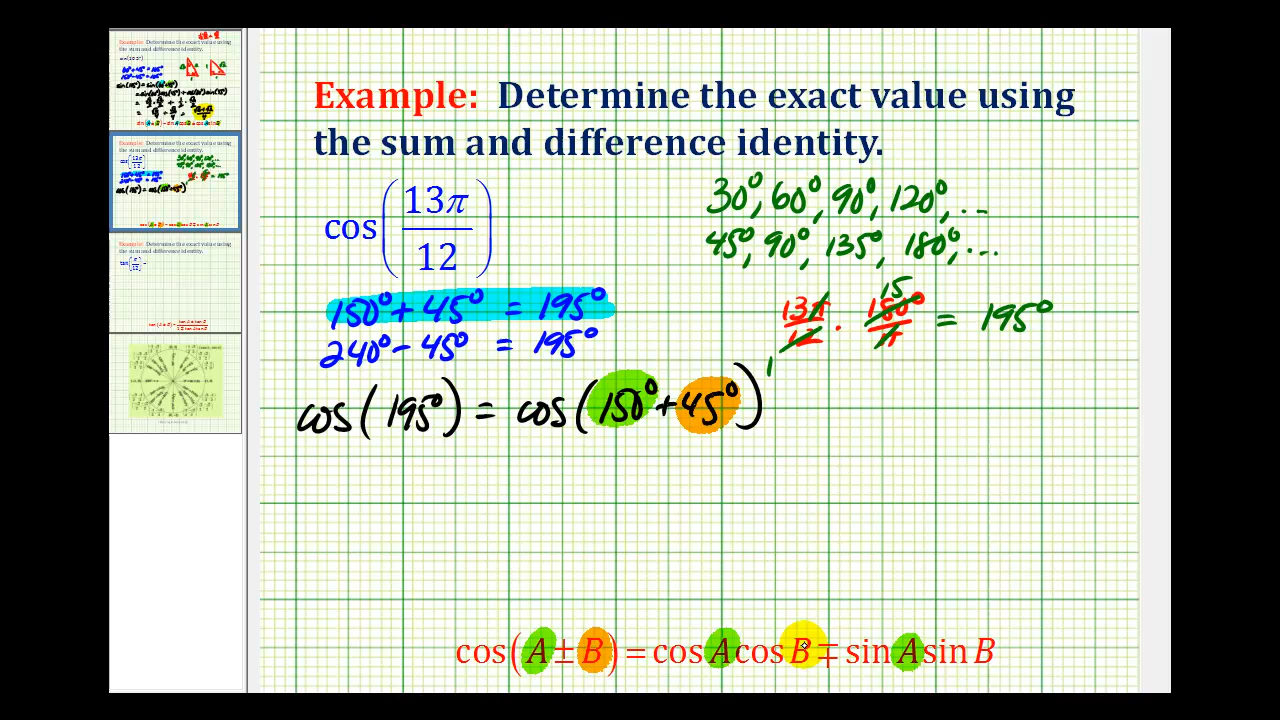 Example: Determine the exact value using
the sum and difference identity.
cos(13π/12)
30°, 60°, 90°, 120°, ...
45°, 90°, 135°, 180°, ...
150° + 45° = 195°
240° − 45° = 195°
15
13π/12 · 180°/π = 195°
1
cos(195°) = cos(150° + 45°)
cos(A ± B) = cos A cos B ∓ sin A sin B